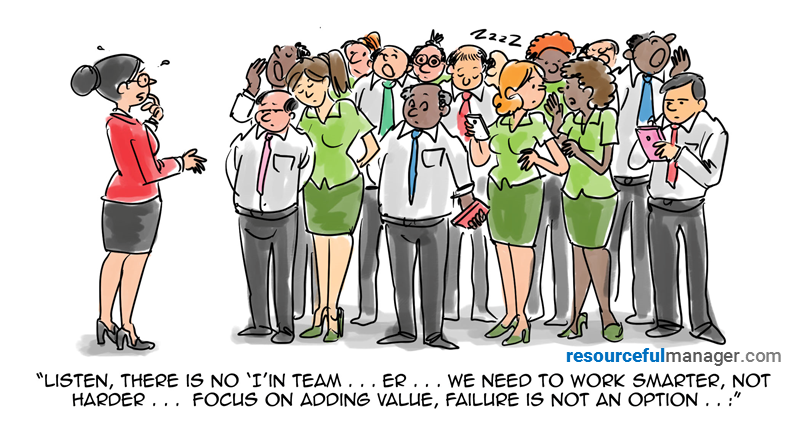 ZZZZ
resourcefulmanager.com
"LISTEN, THERE IS NO 'I'IN TEAM . . . ER . . . WE NEED TO WORK SMARTER, NOT
HARDER . . . FOCUS ON ADDING VALUE, FAILURE IS NOT AN OPTION . . :"